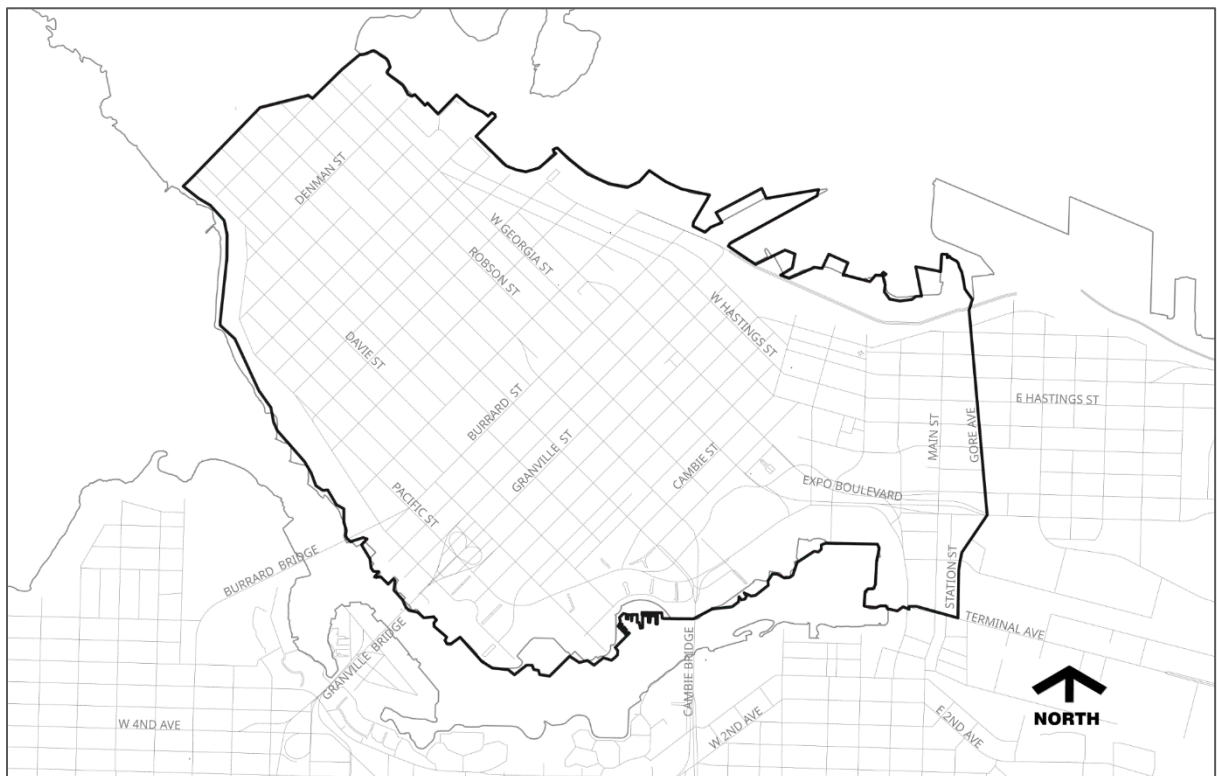 DENMAN ST
W GEORGIA ST
ROBSON ST
W HASTINGS ST
DAVIE ST
BURRARD ST
GRANVILLE ST
CAMBIE ST
MAIN ST
GORE AVE
E HASTINGS ST
PACIFIC ST
EXPO BOULEVARD
BURRARD BRIDGE
STATION ST
TERMINAL AVE
GRANVILLE BRIDGE
CAMBIE BRIDGE
W 4ND AVE
W 2ND AVE
E 2ND AVE
NORTH